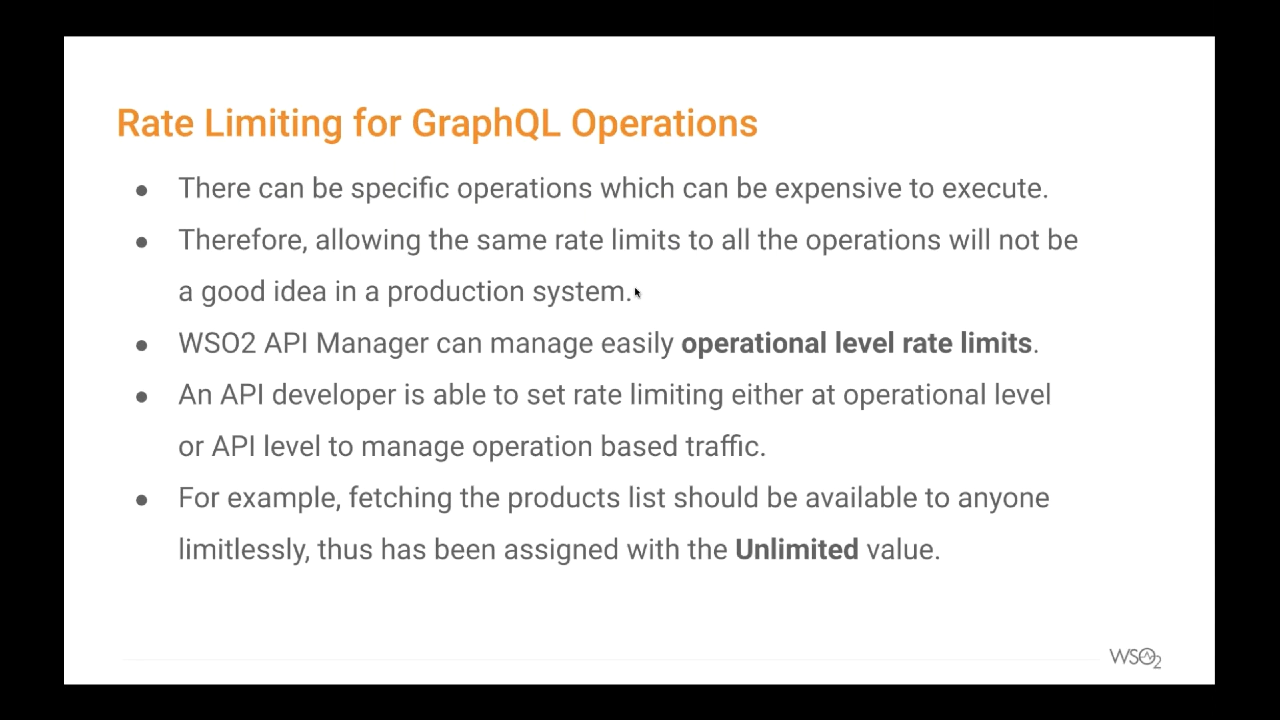 Rate Limiting for GraphQL Operations
● There can be specific operations which can be expensive to execute.
● Therefore, allowing the same rate limits to all the operations will not be
a good idea in a production system.
● WSO2 API Manager can manage easily operational level rate limits.
● An API developer is able to set rate limiting either at operational level
or API level to manage operation based traffic.
● For example, fetching the products list should be available to anyone
limitlessly, thus has been assigned with the Unlimited value.
WSO2